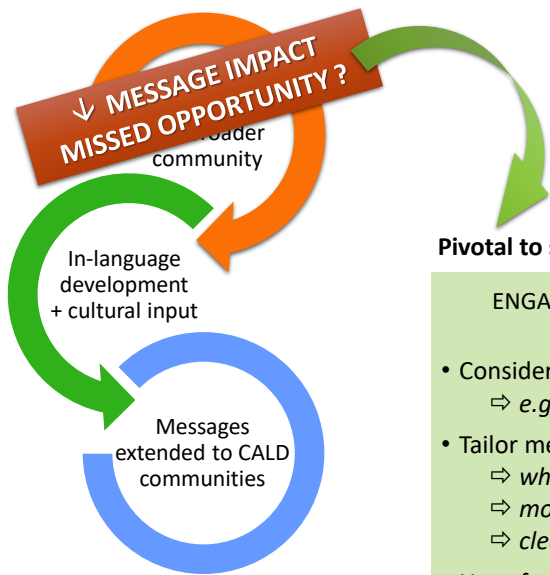 ↓ MESSAGE IMPACT
MISSED OPPORTUNITY ?
community
In-language
development
+ cultural input
Messages
extended to CALD
communities
Pivotal to
ENGA
• Consider
⇨ e.g
• Tailor me
⇨ wh
⇨ mo
⇨ cle